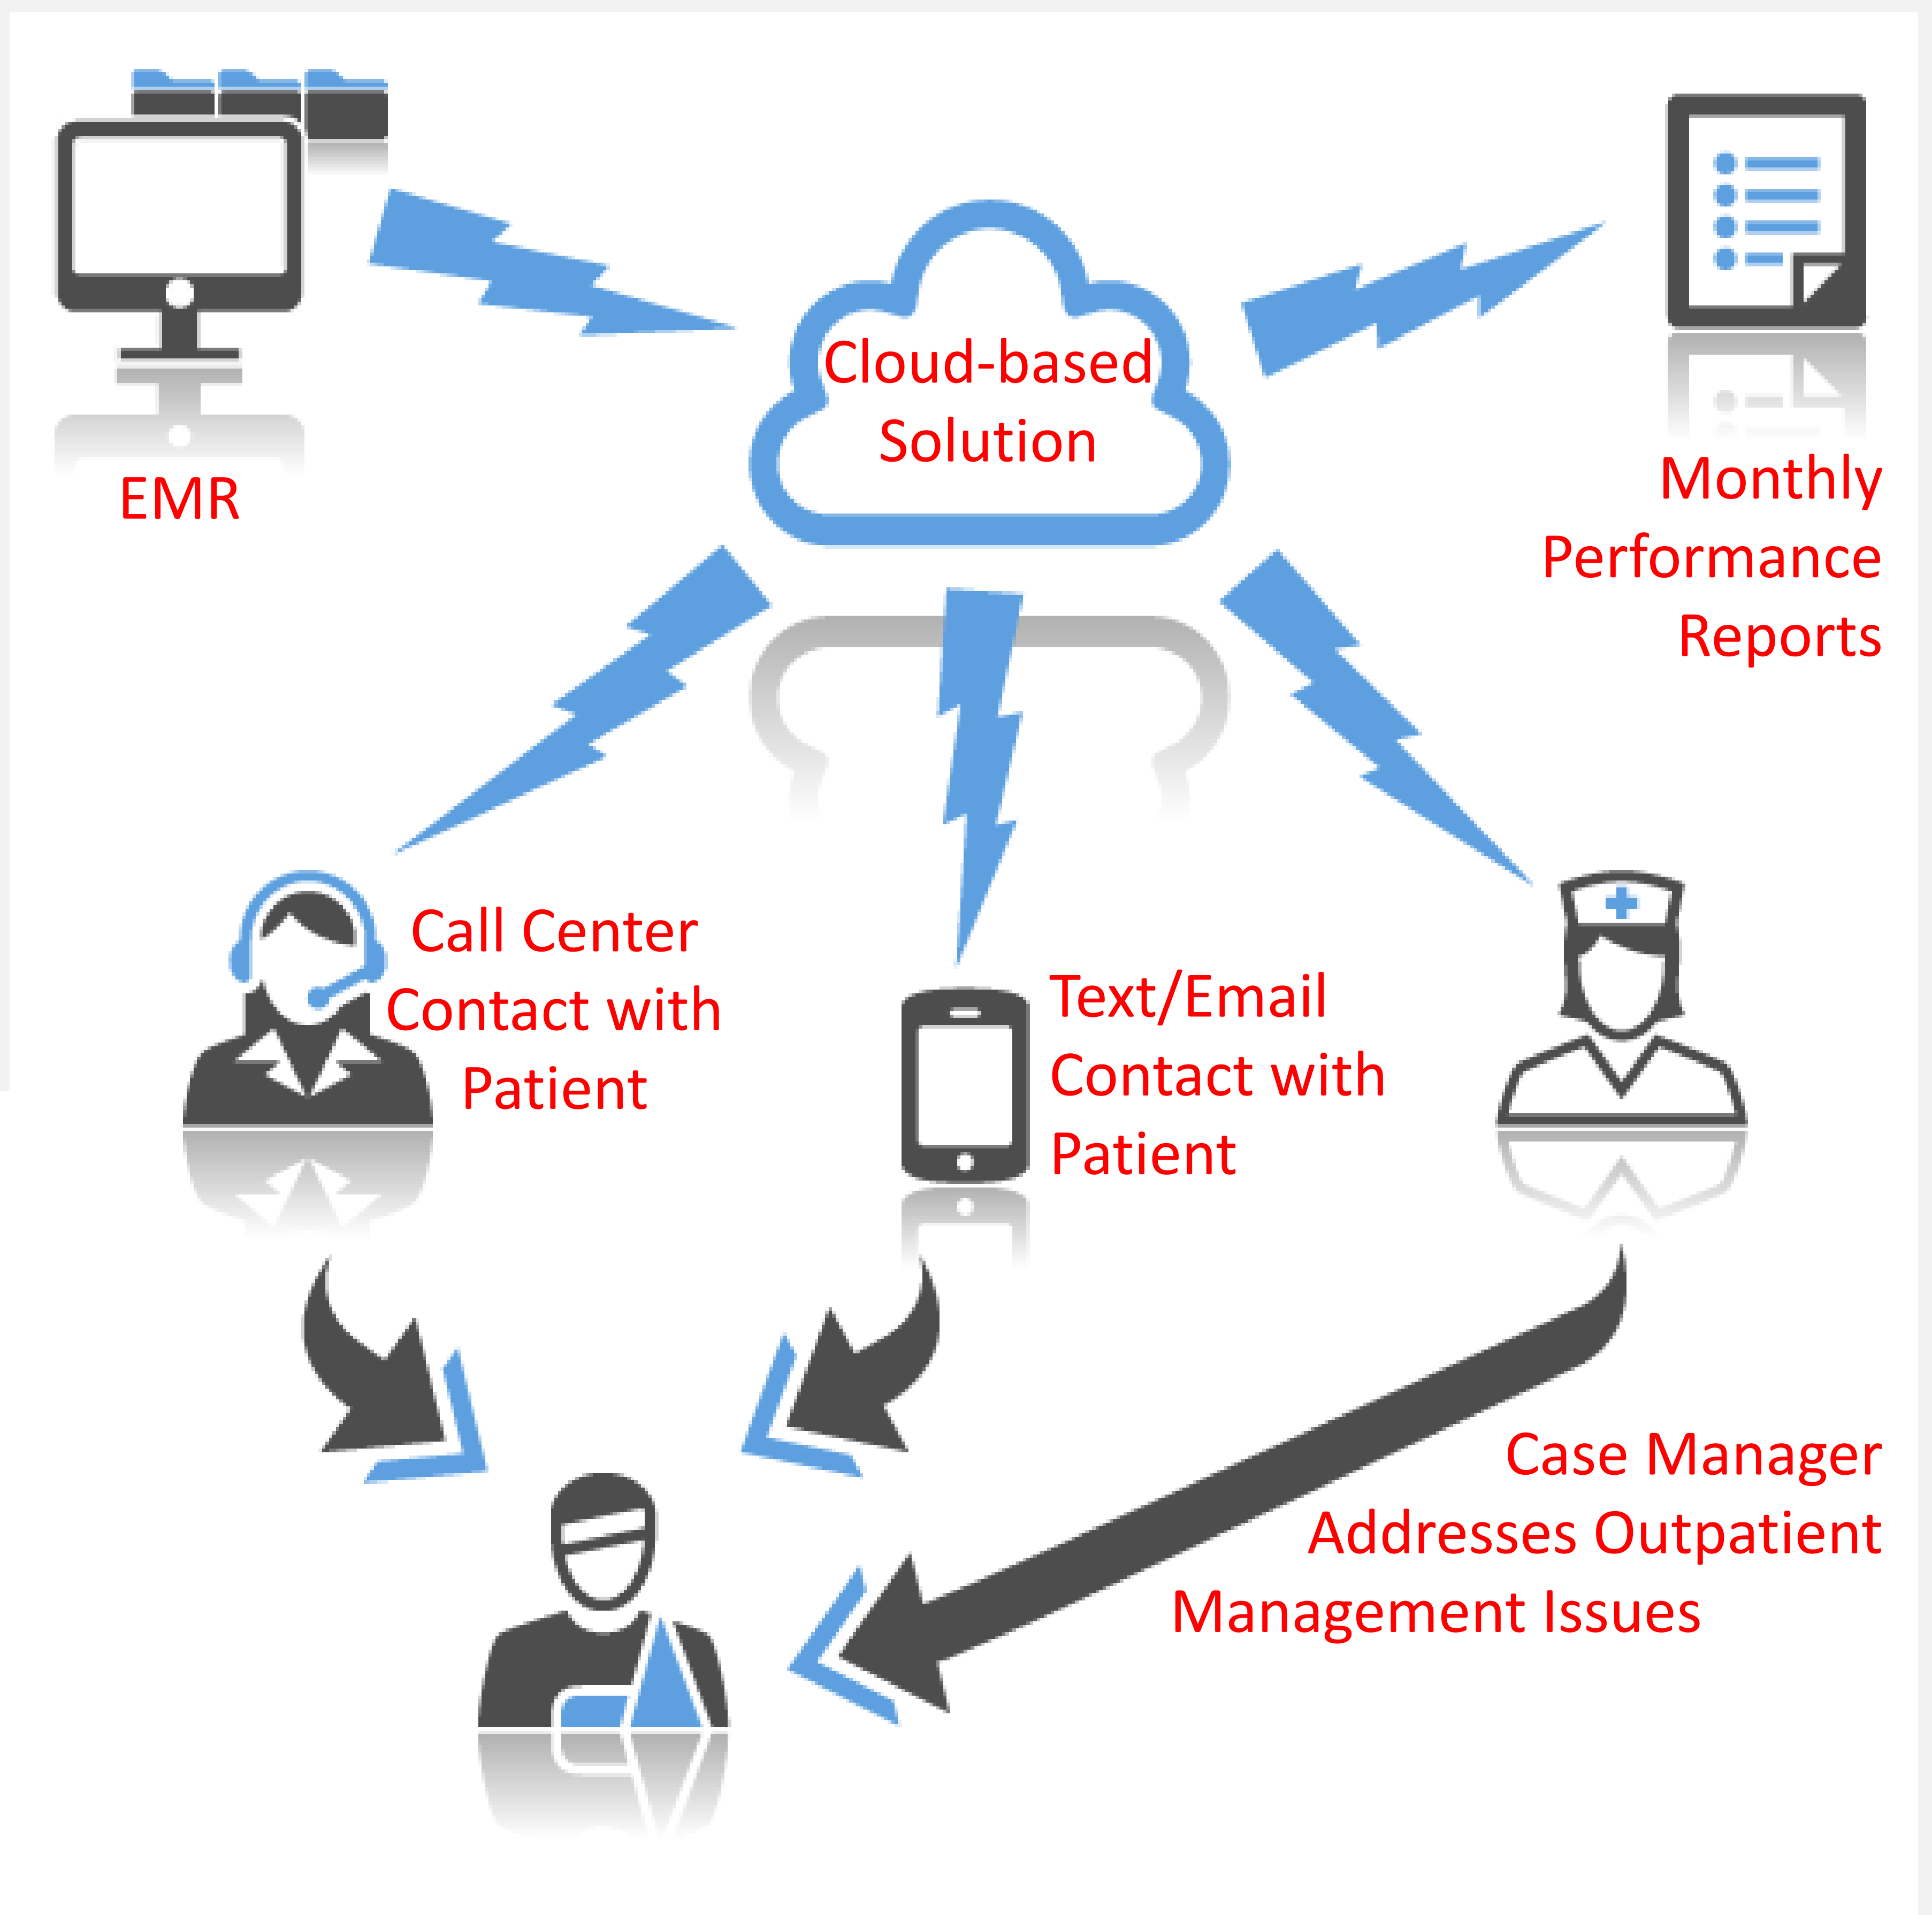 EMR
Cloud-based
Solution
Monthly
Performance
Reports
Call Center
Contact with
Patient
Text/Email
Contact with
Patient
Case Manager
Addresses Outpatient
Management Issues